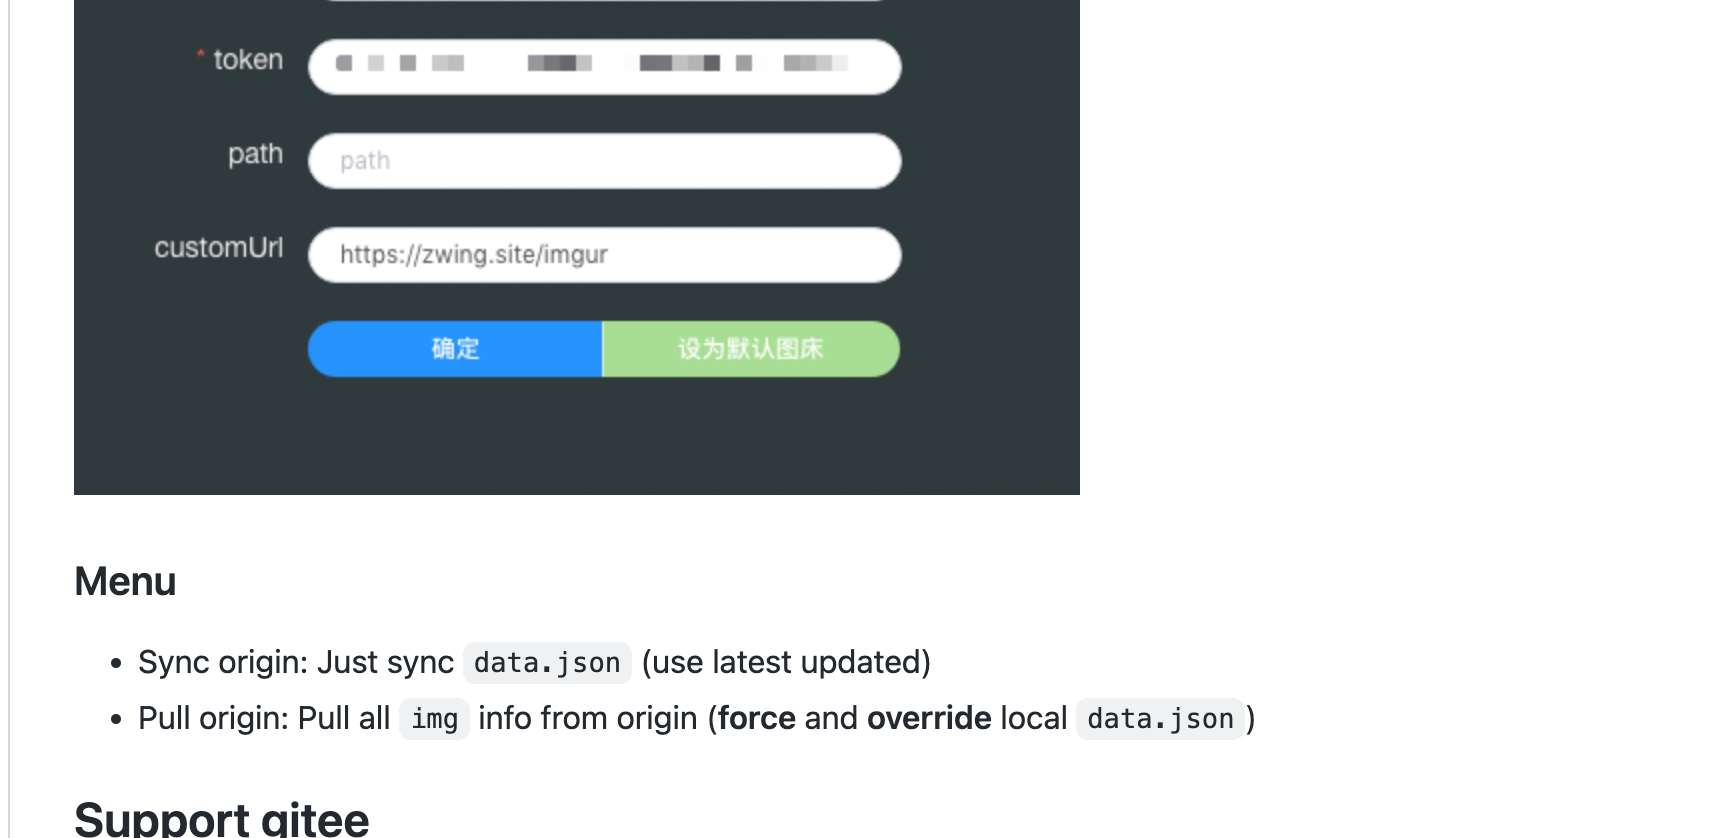 * token
path
path
customUrl
https://zwing.site/imgur
确定
设为默认图床
Menu
• Sync origin: Just sync data.json (use latest updated)
• Pull origin: Pull all img info from origin (force and override local data.json)
Support gitee